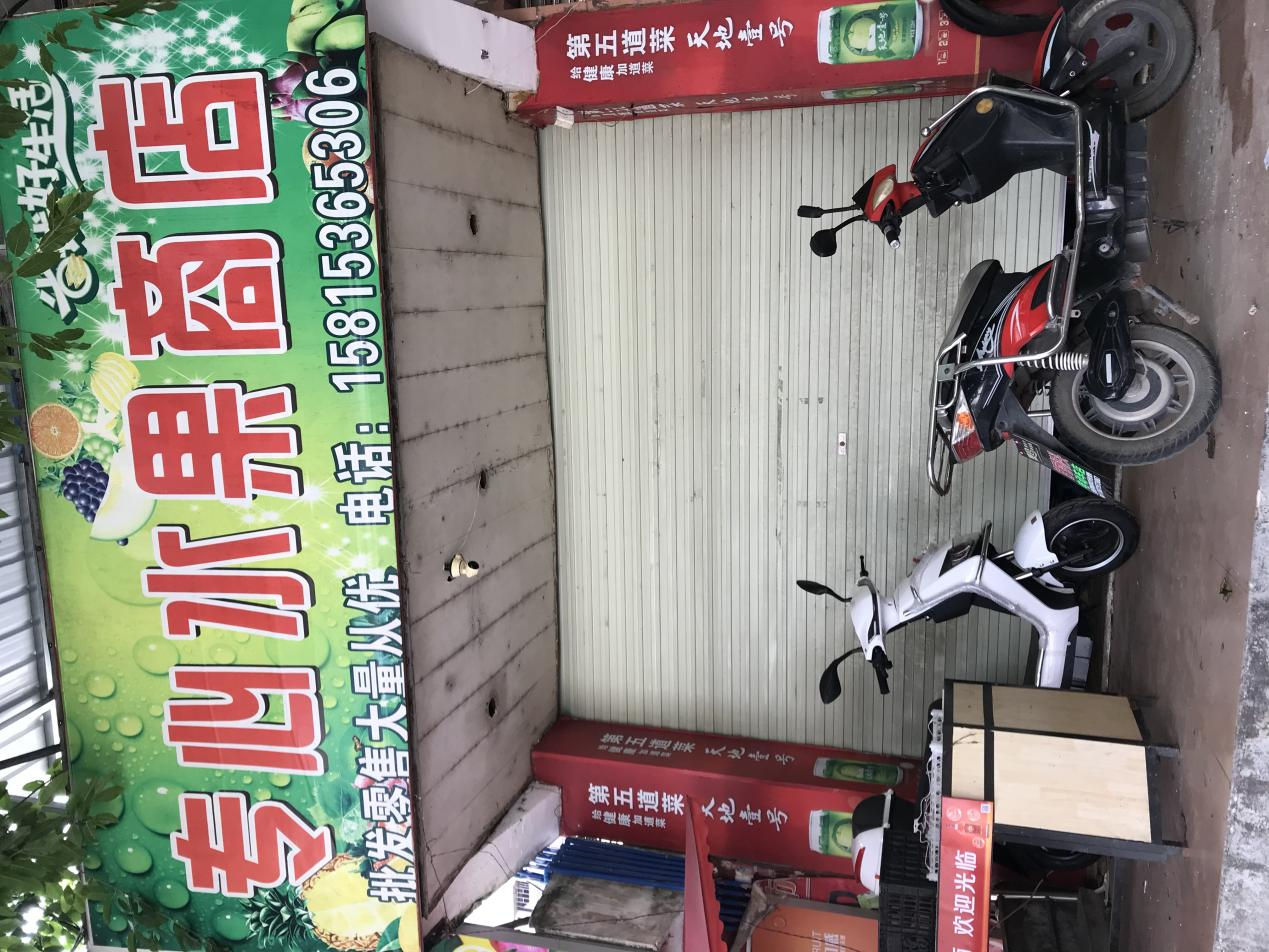 好生活
专心水果商店
批发零售大量从优 电话：15815365306
第五道菜 天地壹号
给健康加道菜
第五道菜 天地壹号
给健康加道菜
第五道菜 天地壹号
给健康加道菜
欢迎光临